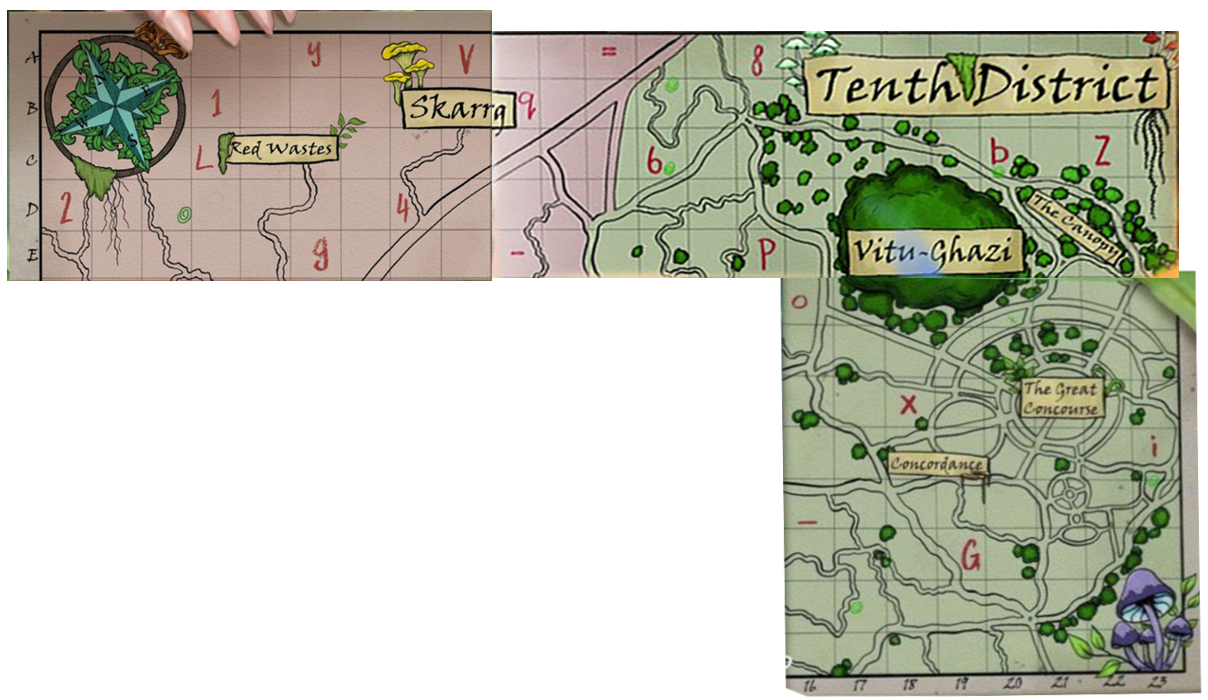 A
y
V
=
8
Tenth District
B
1
Skarrg
q
C
L
Red Wastes
6
b
Z
D
2
4
The Canopy
E
g
-
P
Vitu-Ghazi
o
The Great
Concourse
X
i
Concordance
-
G
16 17 18 19 20 21 22 23